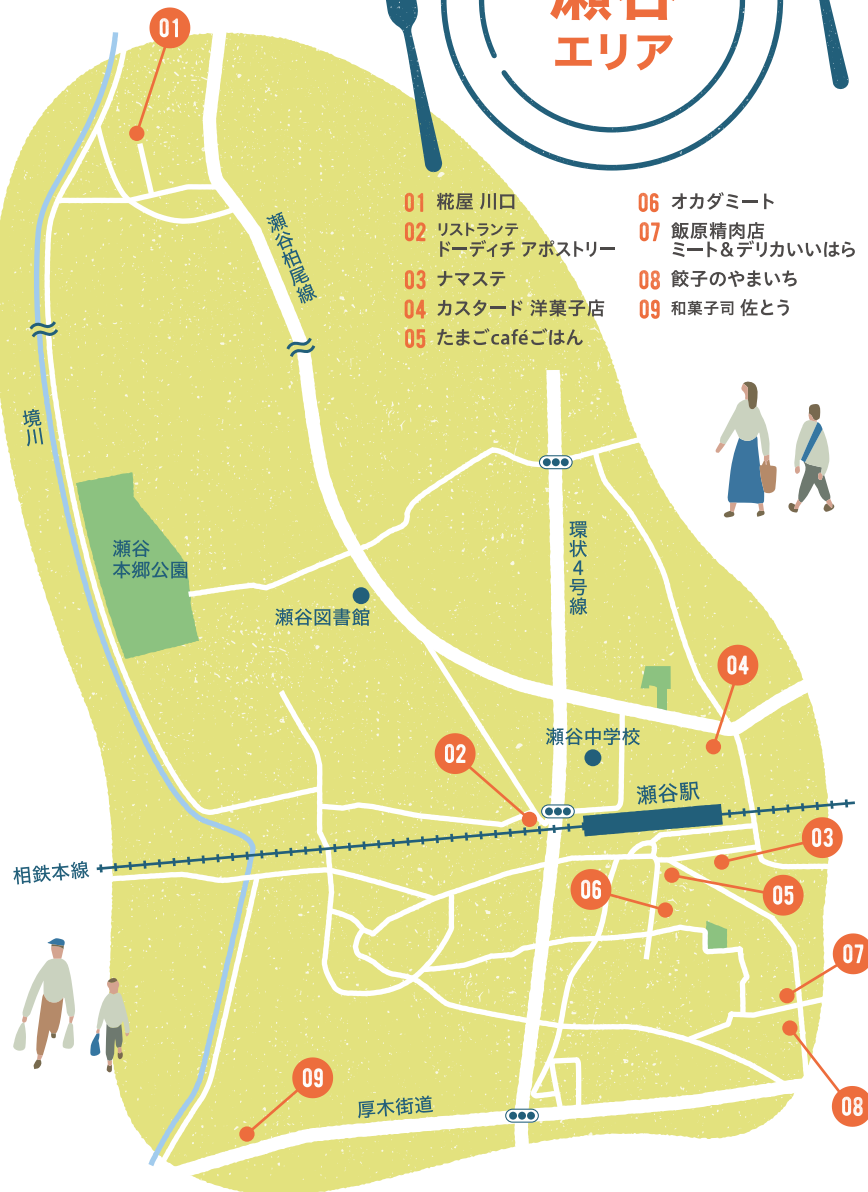 瀬谷
エリア
01 糀屋 川口
02 リストランテ
ドーディチ アポストリー
03 ナマステ
04 カスタード 洋菓子店
05 たまごcaféごはん
06 オカダミート
07 飯原精肉店
ミート&デリカいいはら
08 餃子のやまいち
09 和菓子司 佐とう
01
瀬谷柏尾線
境川
瀬谷
本郷公園
瀬谷図書館
環状4号線
04
瀬谷中学校
02
瀬谷駅
03
相鉄本線
06
05
07
09
厚木街道
08